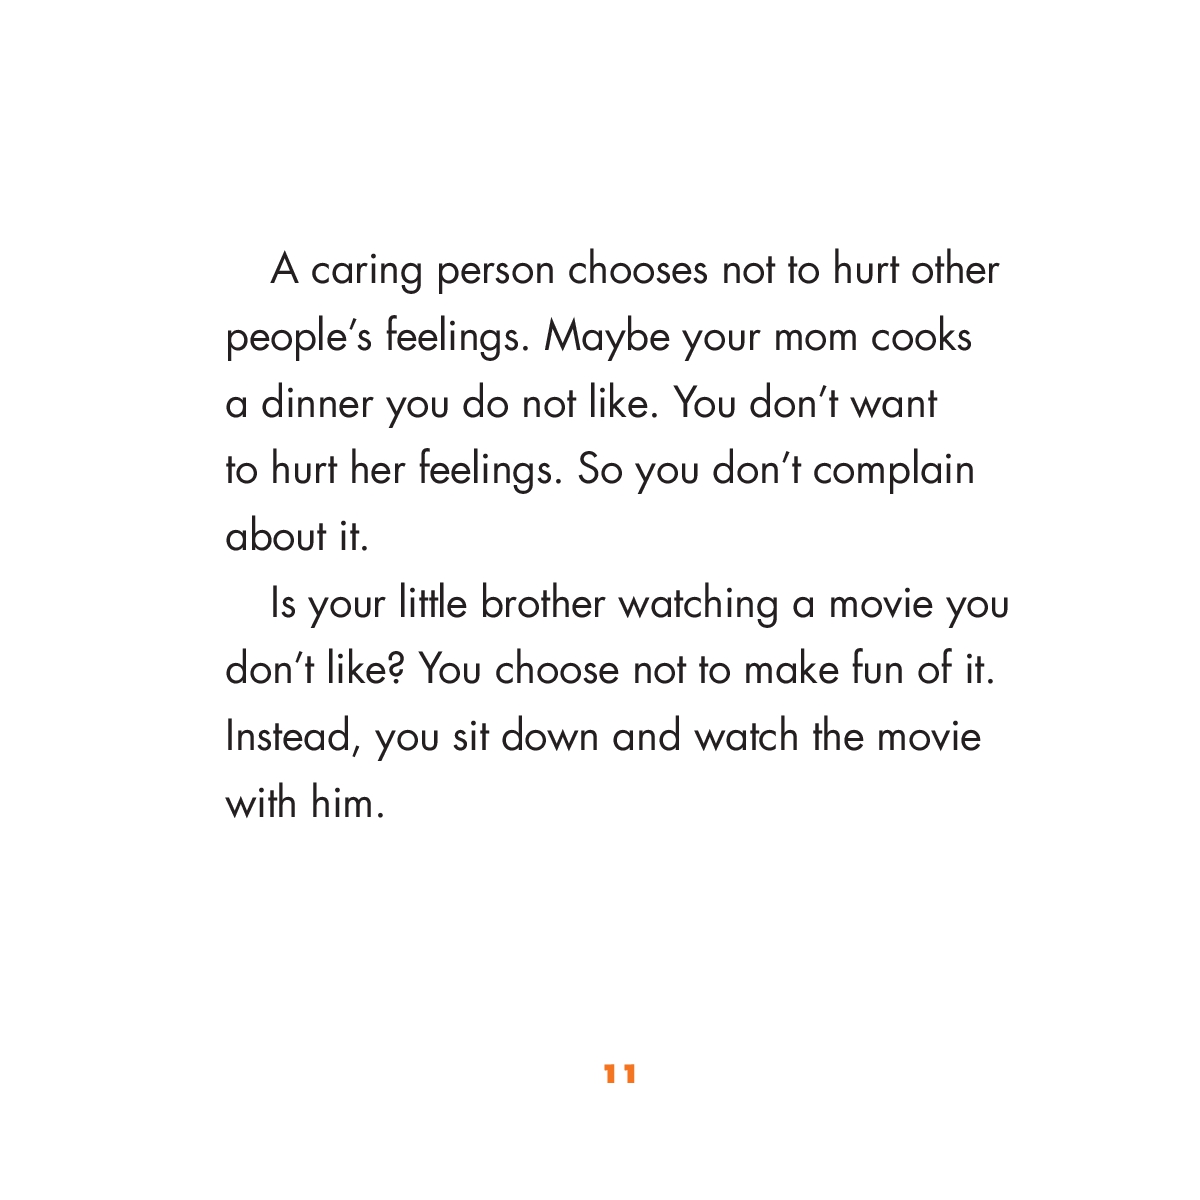 A caring person chooses not to hurt other
people’s feelings. Maybe your mom cooks
a dinner you do not like. You don’t want
to hurt her feelings. So you don’t complain
about it.
Is your little brother watching a movie you
don’t like? You choose not to make fun of it.
Instead, you sit down and watch the movie
with him.
11